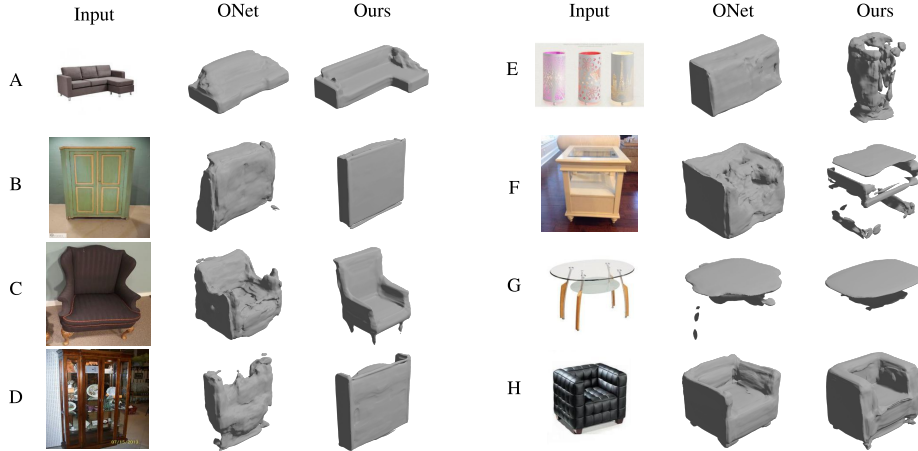 Input ONet Ours Input ONet Ours
A E
B F
C G
D H